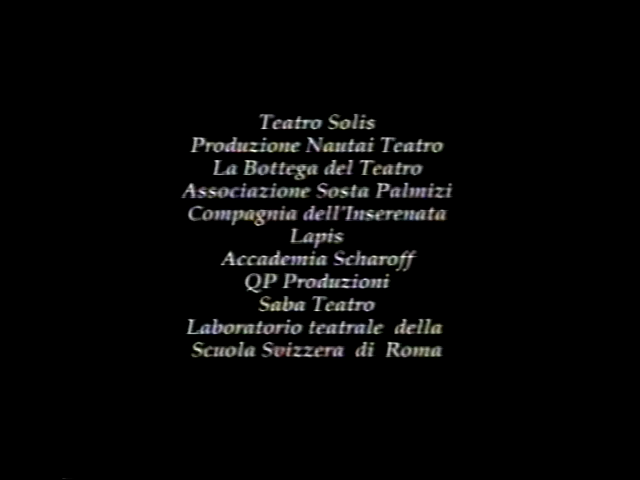 Teatro Solis
Produzione Nautai Teatro
La Bottega del Teatro
Associazione Sosta Palmizi
Compagnia dell'Inserenata
Lapis
Accademia Scharoff
QP Produzioni
Saba Teatro
Laboratorio teatrale della
Scuola Svizzera di Roma